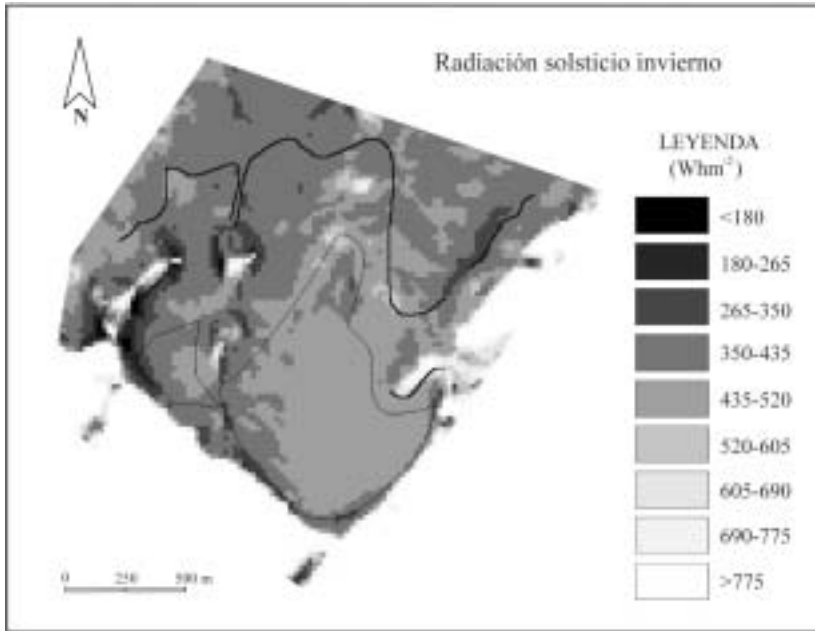 Radiación solsticio invierno
N
LEYENDA
(Whm⁻²)
<180
180-265
265-350
350-435
435-520
520-605
605-690
690-775
>775
0 250 500 m